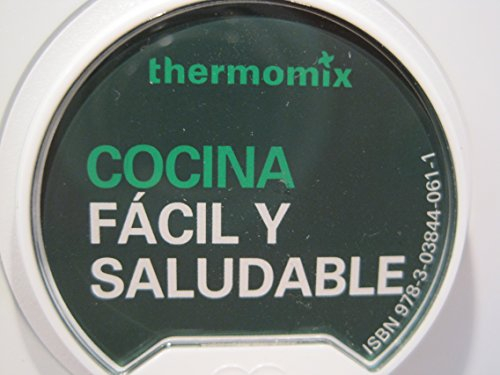 thermomix
COCINA
FÁCIL Y
SALUDABLE
ISBN 978-3-03844-061-1